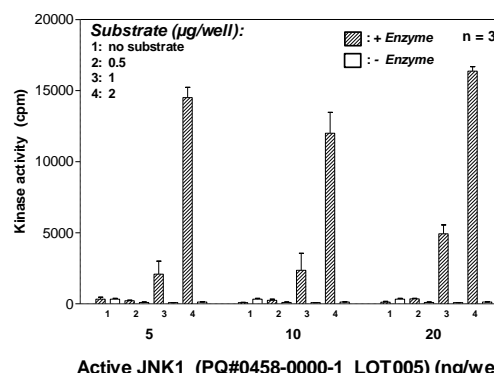 Substrate (µg/well):
1: no substrate
2: 0.5
3: 1
4: 2
: + Enzyme
n = 3
: - Enzyme
Kinase activity (cpm)
20000
15000
10000
5000
0
1 2 3 4 1 2 3 4 1 2 3 4
5 10 20
Active JNK1 (PQ#0458-0000-1 LOT005) (ng/we